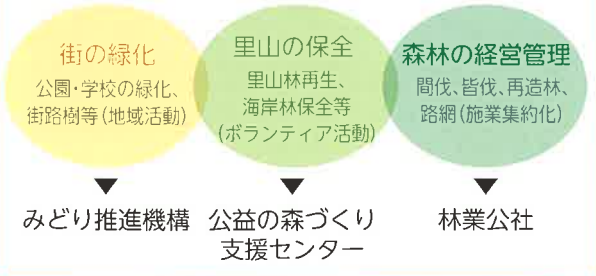 街の緑化
公園・学校の緑化、
街路樹等(地域活動)
里山の保全
里山林再生、
海岸林保全等
(ボランティア活動)
森林の経営管理
間伐、皆伐、再造林、
路網(施業集約化)
みどり推進機構
公益の森づくり
支援センター
林業公社